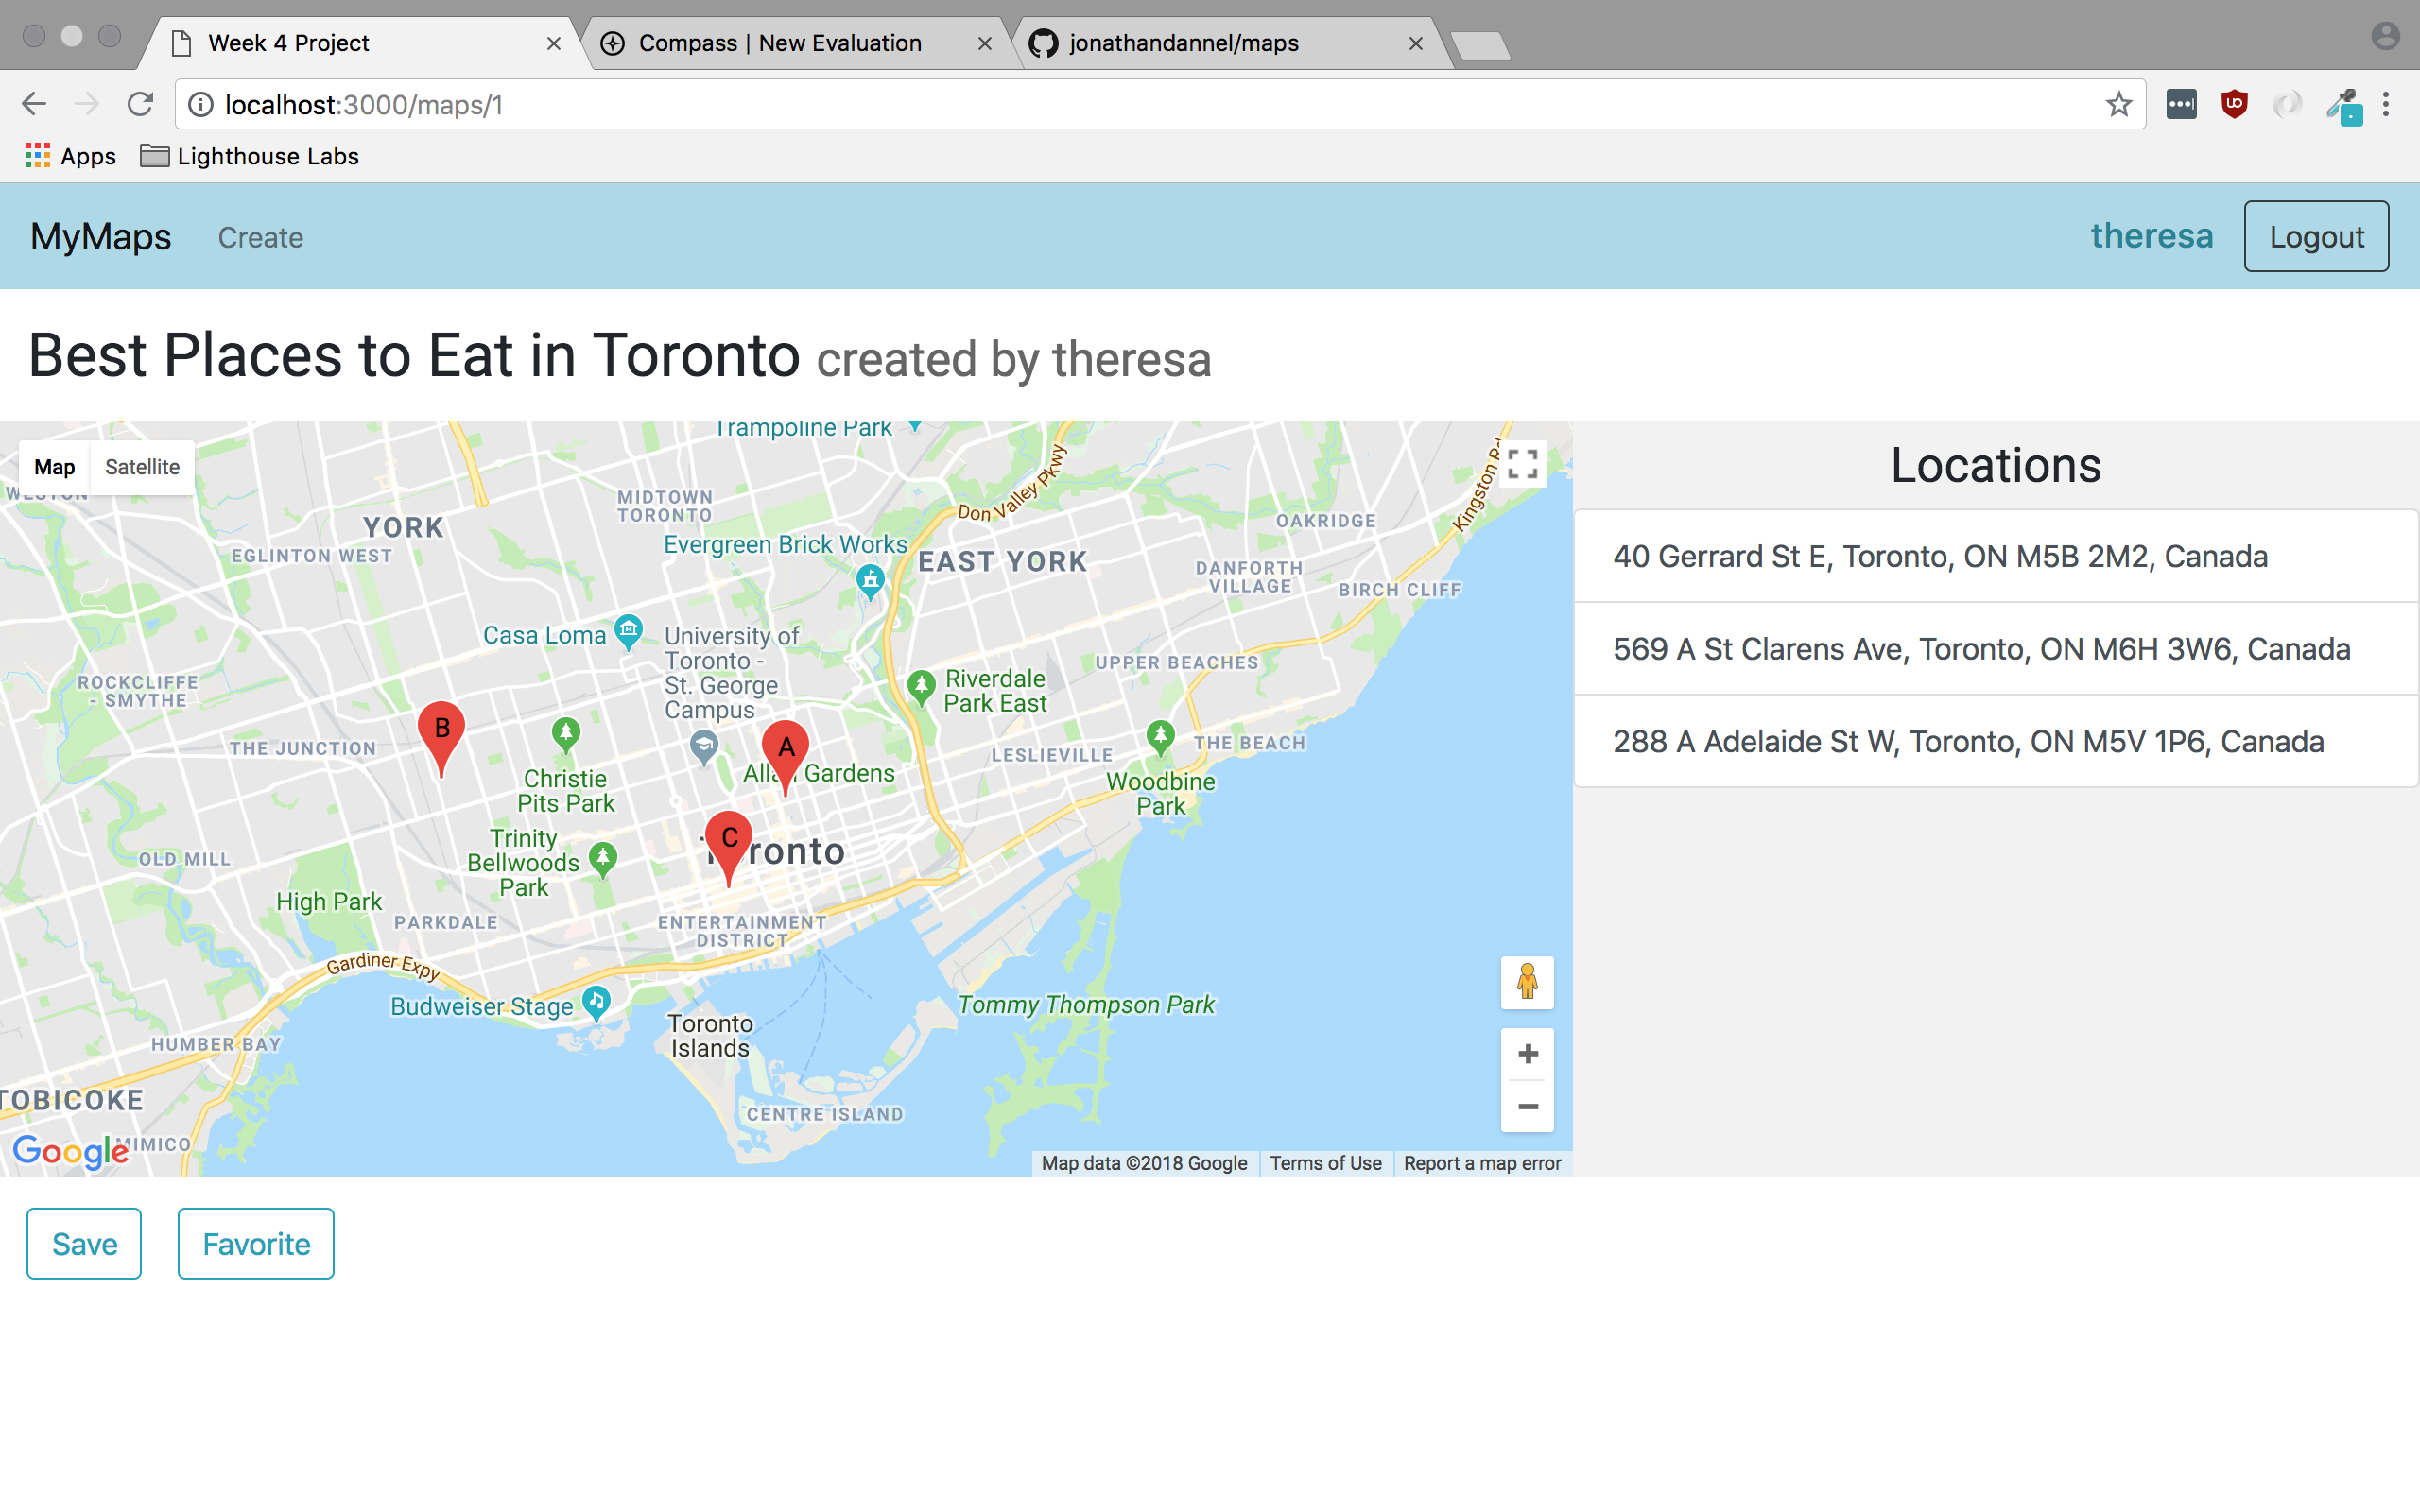 Week 4 Project
Compass | New Evaluation
jonathandannel/maps
localhost:3000/maps/1
Apps
Lighthouse Labs
MyMaps
Create
theresa
Logout
Best Places to Eat in Toronto created by theresa
Map
Satellite
Trampoline Park
WESTON
YORK
EGLINTON WEST
MIDTOWN
TORONTO
Evergreen Brick Works
Don Valley Pkwy
EAST YORK
OAKRIDGE
Kingston Rd
DANFORTH
VILLAGE
BIRCH CLIFF
Casa Loma
University of
Toronto -
St. George
Campus
Riverdale
Park East
UPPER BEACHES
ROCKCLIFFE
- SMYTHE
B
THE JUNCTION
Christie
Pits Park
A
Allan Gardens
LESLIEVILLE
THE BEACH
Woodbine
Park
C
Toronto
Trinity
Bellwoods
Park
OLD MILL
High Park
PARKDALE
ENTERTAINMENT
DISTRICT
Gardiner Expy
Budweiser Stage
Toronto
Islands
Tommy Thompson Park
HUMBER BAY
TOBICOKE
CENTRE ISLAND
MIMICO
Google
Map data ©2018 Google
Terms of Use
Report a map error
Locations
40 Gerrard St E, Toronto, ON M5B 2M2, Canada
569 A St Clarens Ave, Toronto, ON M6H 3W6, Canada
288 A Adelaide St W, Toronto, ON M5V 1P6, Canada
Save
Favorite